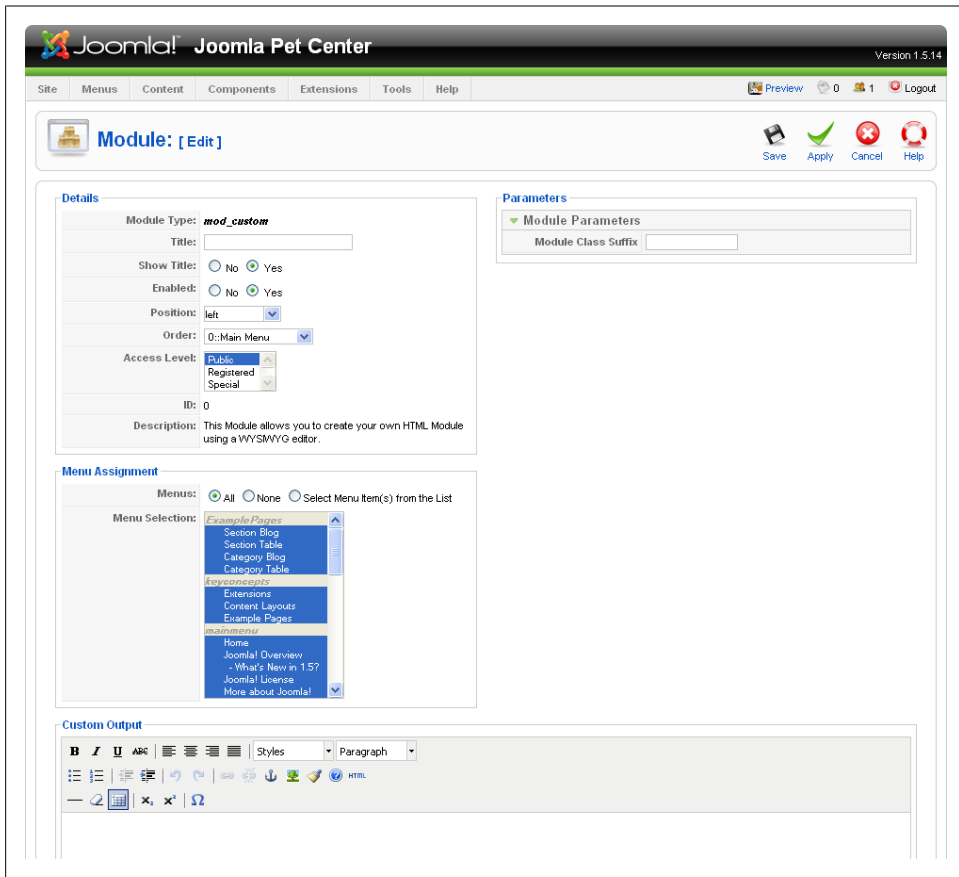 Joomla! Joomla Pet Center
Version 1.5.14
Site Menus Content Components Extensions Tools Help Preview 0 1 Logout
Module: [ Edit ]
Save Apply Cancel Help
Details
Module Type: mod_custom
Title:
Show Title: No Yes
Enabled: No Yes
Position: left
Order: 0::Main Menu
Access Level: Public
Registered
Special
ID: 0
Description: This Module allows you to create your own HTML Module
using a WYSIWYG editor.
Parameters
Module Parameters
Module Class Suffix
Menu Assignment
Menus: All None Select Menu Item(s) from the List
Menu Selection: ExamplePages
Section Blog
Section Table
Category Blog
Category Table
keyconcepts
Extensions
Content Layouts
Example Pages
mainmenu
Home
Joomla! Overview
- What's New in 1.5?
Joomla! License
More about Joomla!
Custom Output
B I U ABC Styles Paragraph
HTML
x₂ x² Ω